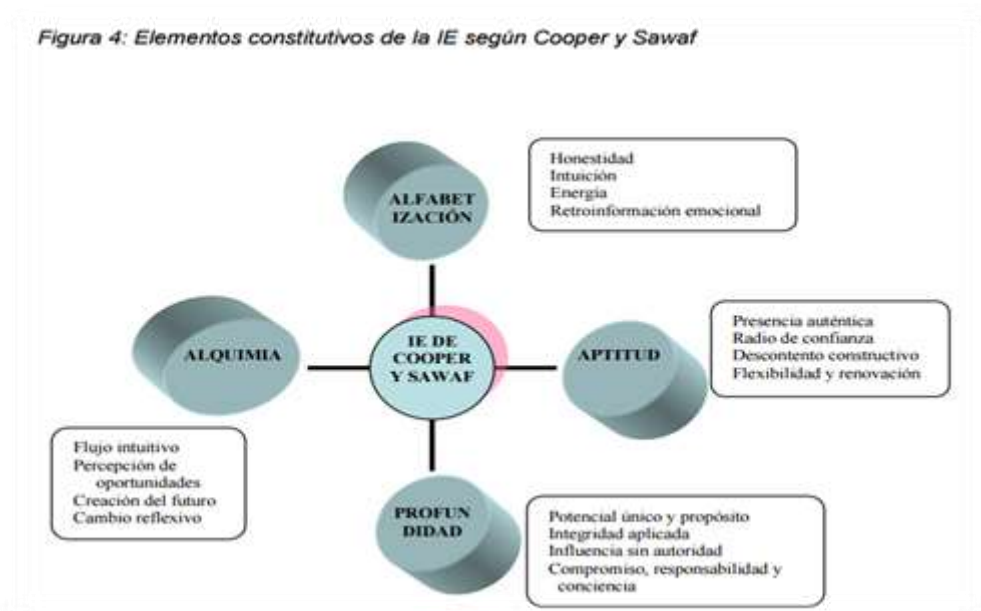 Figura 4: Elementos constitutivos de la IE según Cooper y Sawaf
ALFABET
IZACIÓN
Honestidad
Intuición
Energía
Retroinformación emocional
ALQUIMIA
IE DE
COOPER
Y SAWAF
APTITUD
Presencia auténtica
Radio de confianza
Descontento constructivo
Flexibilidad y renovación
Flujo intuitivo
Percepción de
oportunidades
Creación del futuro
Cambio reflexivo
PROFUN
DIDAD
Potencial único y propósito
Integridad aplicada
Influencia sin autoridad
Compromiso, responsabilidad y
conciencia